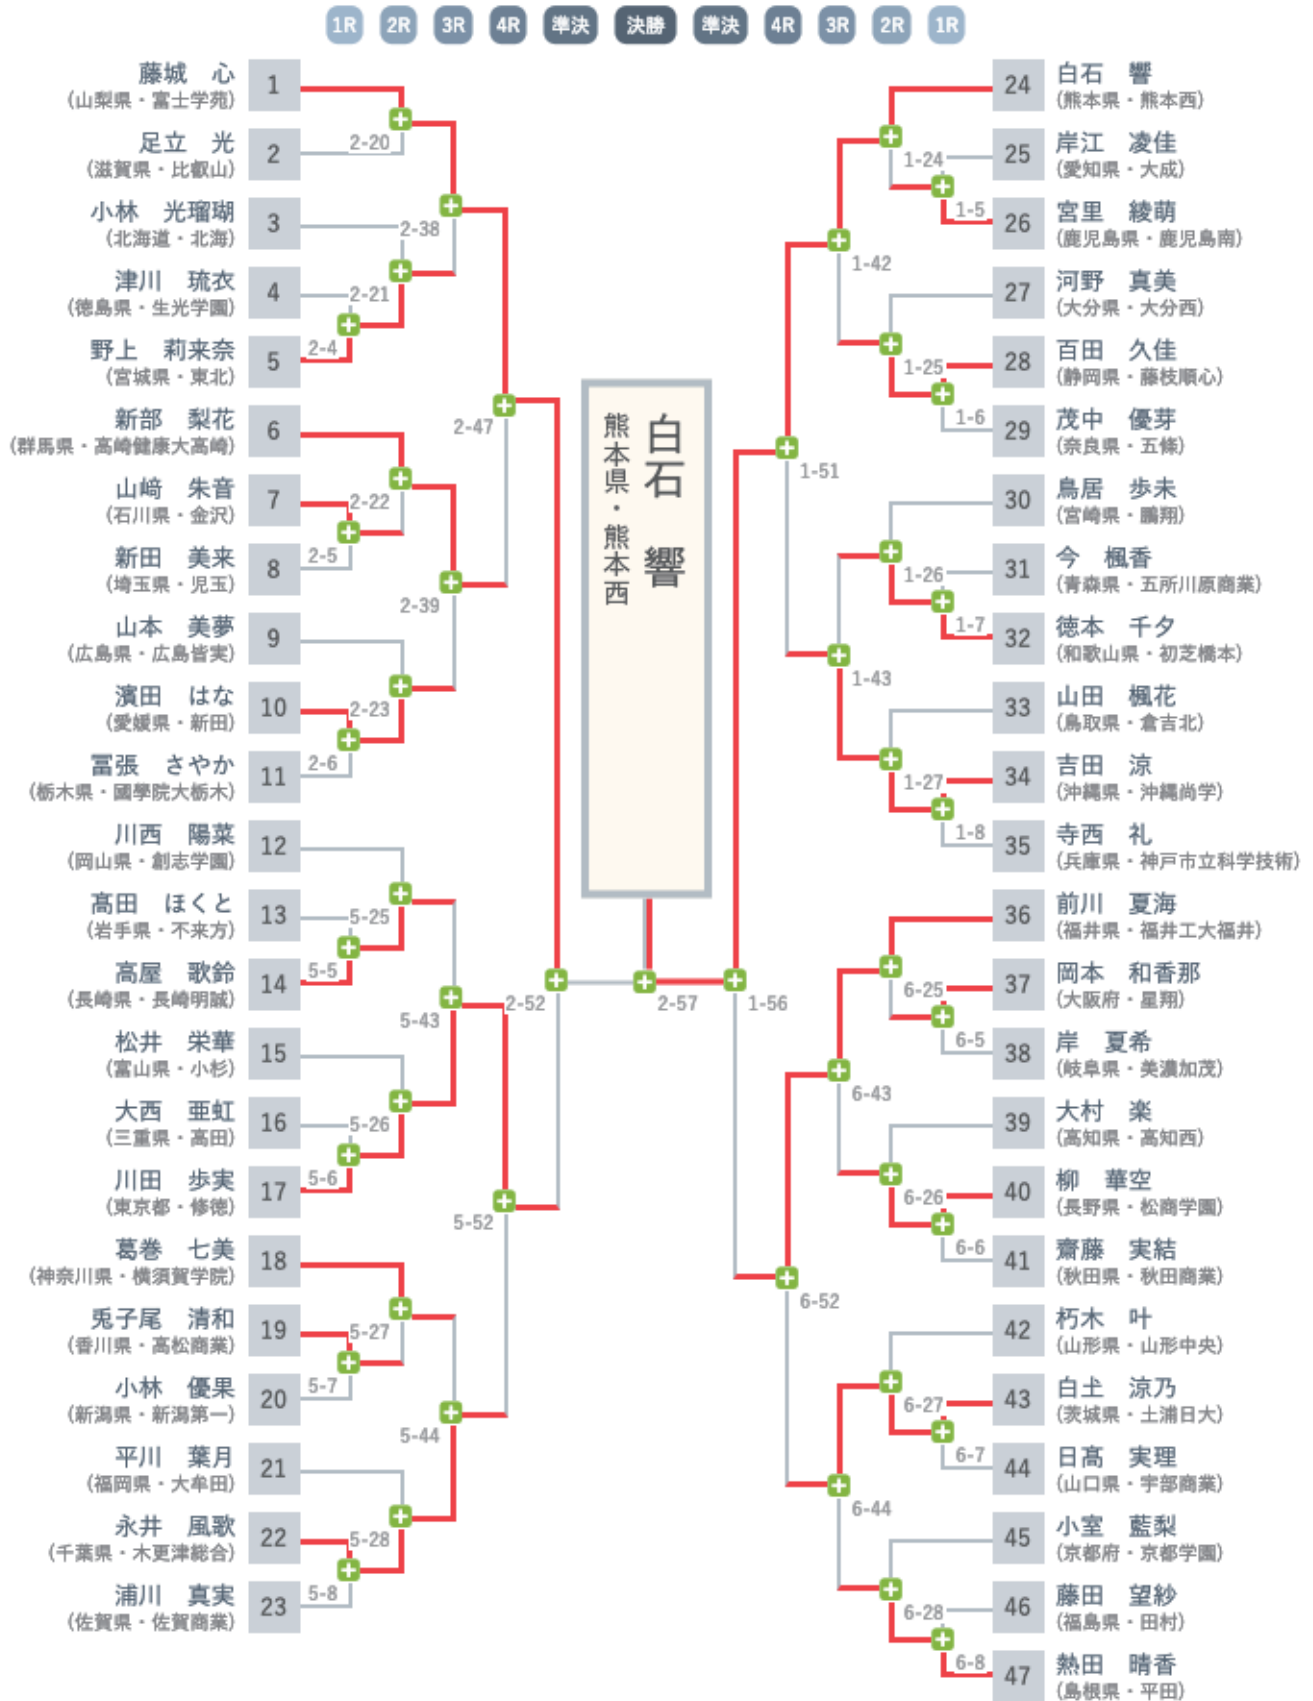 1R 2R 3R 4R 準決 決勝 準決 4R 3R 2R 1R
藤城 心
(山梨県・富士学苑)
1
足立 光
(滋賀県・比叡山)
2
2-20
小林 光瑠瑚
(北海道・北海)
3
2-38
津川 琉衣
(徳島県・生光学園)
4
2-21
野上 莉来奈
(宮城県・東北)
5
2-4
新部 梨花
(群馬県・高崎健康大高崎)
6
2-47
山﨑 朱音
(石川県・金沢)
7
2-22
新田 美来
(埼玉県・児玉)
8
2-5
2-39
山本 美夢
(広島県・広島皆実)
9
濱田 はな
(愛媛県・新田)
10
2-23
冨張 さやか
(栃木県・國學院大栃木)
11
2-6
川西 陽菜
(岡山県・創志学園)
12
髙田 ほくと
(岩手県・不来方)
13
5-25
高屋 歌鈴
(長崎県・長崎明誠)
14
5-5
5-43
2-52
松井 栄華
(富山県・小杉)
15
大西 亜虹
(三重県・高田)
16
5-26
川田 歩実
(東京都・修徳)
17
5-6
5-52
葛巻 七美
(神奈川県・横須賀学院)
18
兎子尾 清和
(香川県・高松商業)
19
5-27
小林 優果
(新潟県・新潟第一)
20
5-7
5-44
平川 葉月
(福岡県・大牟田)
21
永井 風歌
(千葉県・木更津総合)
22
5-28
浦川 真実
(佐賀県・佐賀商業)
23
5-8
白石 響
熊本県・熊本西
2-57
24
白石 響
(熊本県・熊本西)
1-24
25
岸江 凌佳
(愛知県・大成)
1-5
26
宮里 綾萌
(鹿児島県・鹿児島南)
1-42
27
河野 真美
(大分県・大分西)
1-25
28
百田 久佳
(静岡県・藤枝順心)
1-6
29
茂中 優芽
(奈良県・五條)
1-51
30
鳥居 歩未
(宮崎県・鵬翔)
1-26
31
今 楓香
(青森県・五所川原商業)
1-7
32
徳本 千夕
(和歌山県・初芝橋本)
1-43
33
山田 楓花
(鳥取県・倉吉北)
1-27
34
吉田 涼
(沖縄県・沖縄尚学)
1-8
35
寺西 礼
(兵庫県・神戸市立科学技術)
36
前川 夏海
(福井県・福井工大福井)
1-56
6-25
37
岡本 和香那
(大阪府・星翔)
6-5
38
岸 夏希
(岐阜県・美濃加茂)
6-43
39
大村 楽
(高知県・高知西)
6-26
40
柳 華空
(長野県・松商学園)
6-6
41
齋藤 実結
(秋田県・秋田商業)
6-52
42
朽木 叶
(山形県・山形中央)
6-27
43
白圡 涼乃
(茨城県・土浦日大)
6-7
44
日髙 実理
(山口県・宇部商業)
6-44
45
小室 藍梨
(京都府・京都学園)
6-28
46
藤田 望紗
(福島県・田村)
6-8
47
熱田 晴香
(島根県・平田)